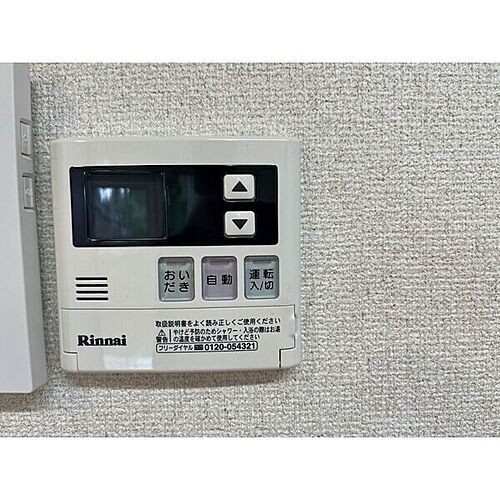 ▲
▼
おい
だき
自動
運転
入/切
取扱説明書をよく読み正しくご使用ください
警告 やけど予防のためシャワー・入浴の際はお湯
の温度を確かめて使用してください
フリーダイヤル 0120-054321
Rinnai